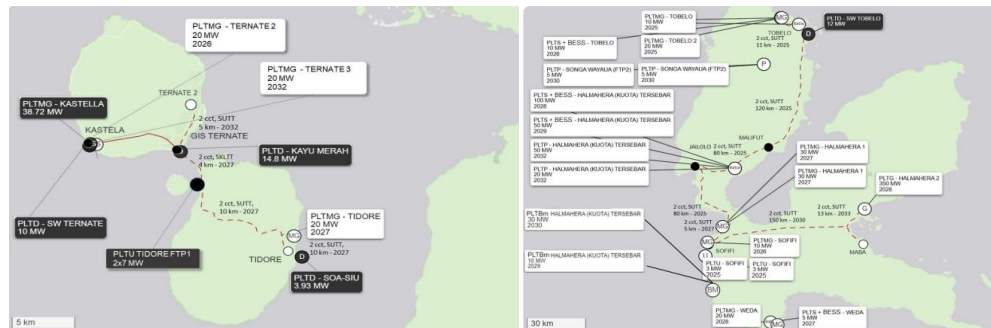 PLTMG - TERNATE 2
20 MW
2026
PLTMG - TERNATE 3
20 MW
2032
PLTMG - KASTELLA
38.72 MW
TERNATE 2
KASTELA
2 cct, SUTT
5 km - 2032
GIS TERNATE
PLTD - KAYU MERAH
14.8 MW
2 cct, SKLTT
4 km - 2027
PLTD - SW TERNATE
10 MW
2 cct, SUTT,
10 km - 2027
PLTU TIDORE FTP1
2x7 MW
PLTMG - TIDORE
20 MW
2027
MG
TIDORE
D
2 cct, SUTT,
10 km - 2027
PLTD - SOA-SIU
3.93 MW
5 km
PLTMG - TOBELO
10 MW
2025
MG
PLTD - SW TOBELO
12 MW
PLTS + BESS - TOBELO
10 MW
2026
PLTMG - TOBELO 2
20 MW
2025
TOBELO
D
2 cct, SUTT
11 km - 2025
PLTP - SONGA WAYAUA (FTP2)
5 MW
2030
PLTP - SONGA WAYAUA (FTP2)
5 MW
2030
P
PLTS + BESS - HALMAHERA (KUOTA) TERSEBAR
100 MW
2028
2 cct, SUTT
120 km - 2025
PLTS + BESS - HALMAHERA (KUOTA) TERSEBAR
50 MW
2029
PLTP - HALMAHERA (KUOTA) TERSEBAR
50 MW
2032
MALIFUT
JAILOLO
2 cct, SUTT
80 km - 2025
PLTP - HALMAHERA (KUOTA) TERSEBAR
20 MW
2032
PLTMG - HALMAHERA 1
30 MW
2027
PLTMG - HALMAHERA 1
30 MW
2027
PLTG - HALMAHERA 2
350 MW
2028
2 cct, SUTT
80 km - 2025
2 cct, SUTT
5 km - 2027
MG
2 cct, SUTT
150 km - 2030
2 cct, SUTT
13 km - 2033
G
PLTBm - HALMAHERA (KUOTA) TERSEBAR
30 MW
2030
MG
SOFIFI
PLTMG - SOFIFI
10 MW
2026
MABA
PLTBm - HALMAHERA (KUOTA) TERSEBAR
10 MW
2029
PLTU - SOFIFI
3 MW
2025
PLTU - SOFIFI
3 MW
2025
BM
PLTMG - WEDA
20 MW
2028
MG
PLTS + BESS - WEDA
5 MW
2027
30 km